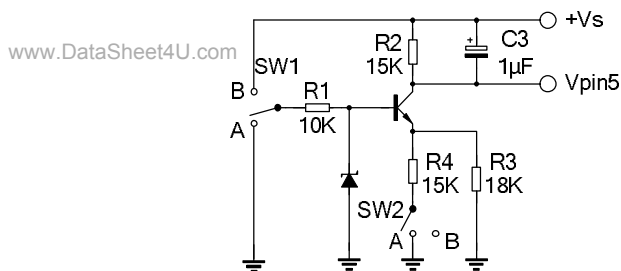 +Vs
www.DataSheet4U.com
R2
15K
C3
1µF
+
SW1
B
A
R1
10K
Vpin5
R4
15K
R3
18K
SW2
A
B